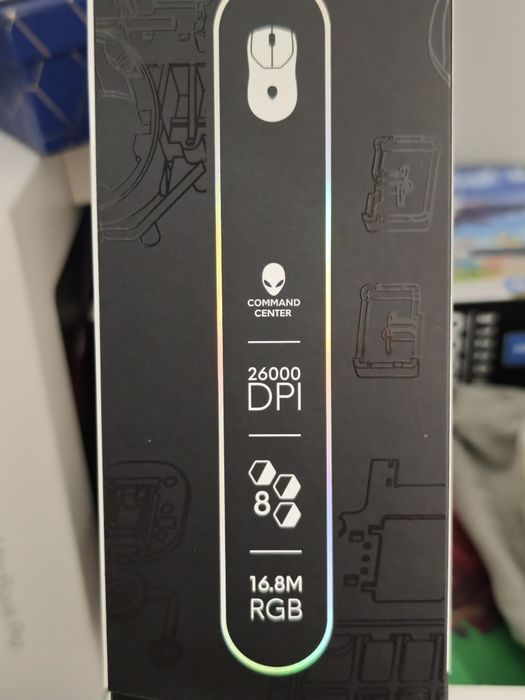 COMMAND
CENTER
26000
DPI
8
16.8M
RGB